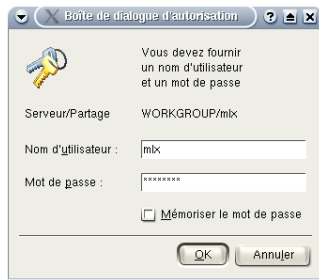 Boîte de dialogue d'autorisation
Vous devez fournir
un nom d'utilisateur
et un mot de passe
Serveur/Partage WORKGROUP/mlx
Nom d'utilisateur : mlx
Mot de passe : ********
Mémoriser le mot de passe
OK Annuler